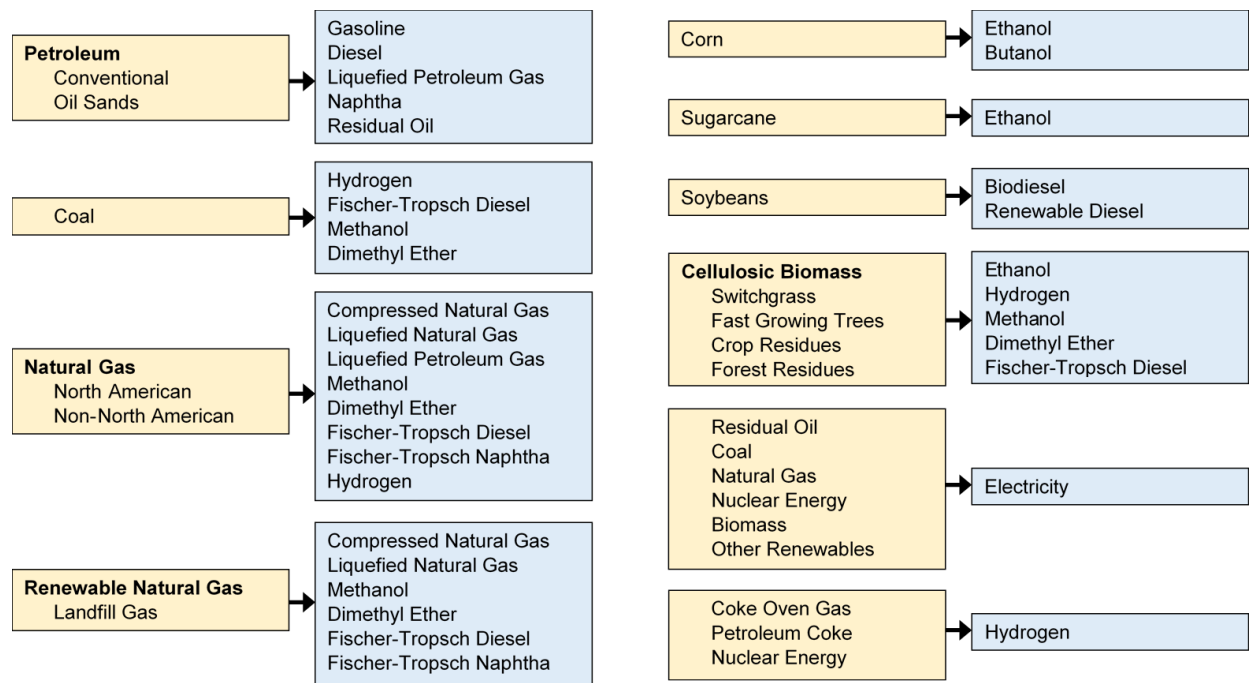 Petroleum
Conventional
Oil Sands
Gasoline
Diesel
Liquefied Petroleum Gas
Naphtha
Residual Oil
Coal
Hydrogen
Fischer-Tropsch Diesel
Methanol
Dimethyl Ether
Natural Gas
North American
Non-North American
Compressed Natural Gas
Liquefied Natural Gas
Liquefied Petroleum Gas
Methanol
Dimethyl Ether
Fischer-Tropsch Diesel
Fischer-Tropsch Naphtha
Hydrogen
Renewable Natural Gas
Landfill Gas
Compressed Natural Gas
Liquefied Natural Gas
Methanol
Dimethyl Ether
Fischer-Tropsch Diesel
Fischer-Tropsch Naphtha
Corn
Ethanol
Butanol
Sugarcane
Ethanol
Soybeans
Biodiesel
Renewable Diesel
Cellulosic Biomass
Switchgrass
Fast Growing Trees
Crop Residues
Forest Residues
Ethanol
Hydrogen
Methanol
Dimethyl Ether
Fischer-Tropsch Diesel
Residual Oil
Coal
Natural Gas
Nuclear Energy
Biomass
Other Renewables
Electricity
Coke Oven Gas
Petroleum Coke
Nuclear Energy
Hydrogen